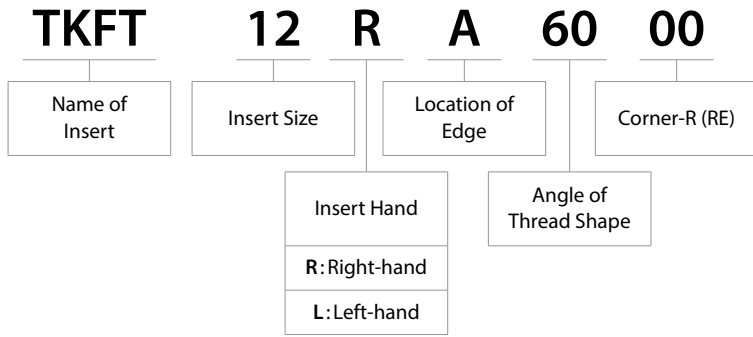 TKFT 12 R A 60 00
Name of
Insert
Insert Size
Location of
Edge
Corner-R (RE)
Insert Hand
R:Right-hand
L:Left-hand
Angle of
Thread Shape